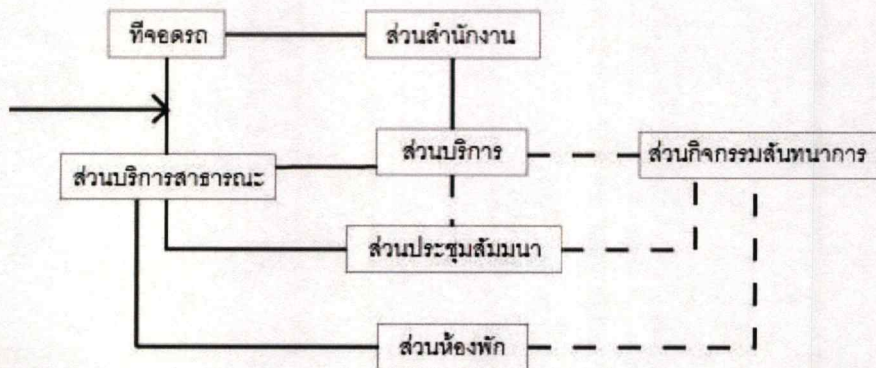 ที่จอดรถ
ส่วนสำนักงาน
ส่วนบริการ
ส่วนกิจกรรมสันทนาการ
ส่วนบริการสาธารณะ
ส่วนประชุมสัมมนา
ส่วนห้องพัก